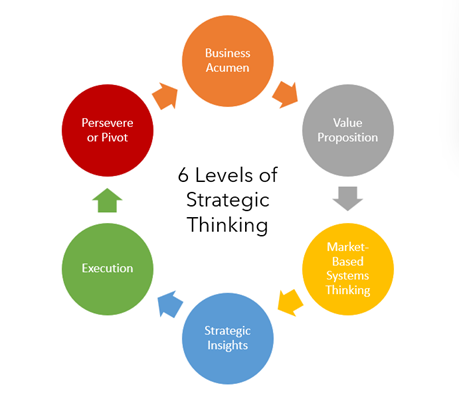 Business
Acumen
Value
Proposition
Market-
Based
Systems
Thinking
Strategic
Insights
Execution
Persevere
or Pivot
6 Levels of
Strategic
Thinking